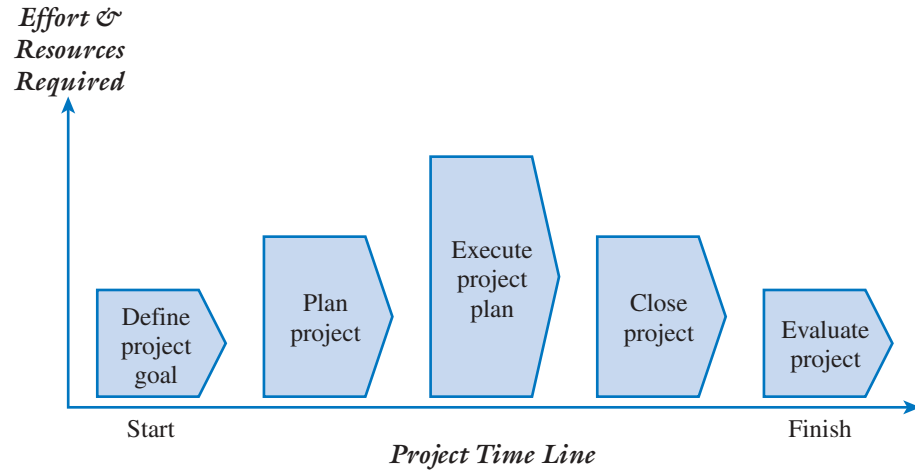 Effort &
Resources
Required
Define
project
goal
Plan
project
Execute
project
plan
Close
project
Evaluate
project
Start
Finish
Project Time Line